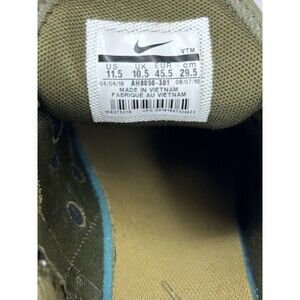 VTM
US UK EUR cm
11.5 10.5 45.5 29.5
04/04/18 AH8050-301 06/07/18
MADE IN VIETNAM
FABRIQUE AU VIETNAM